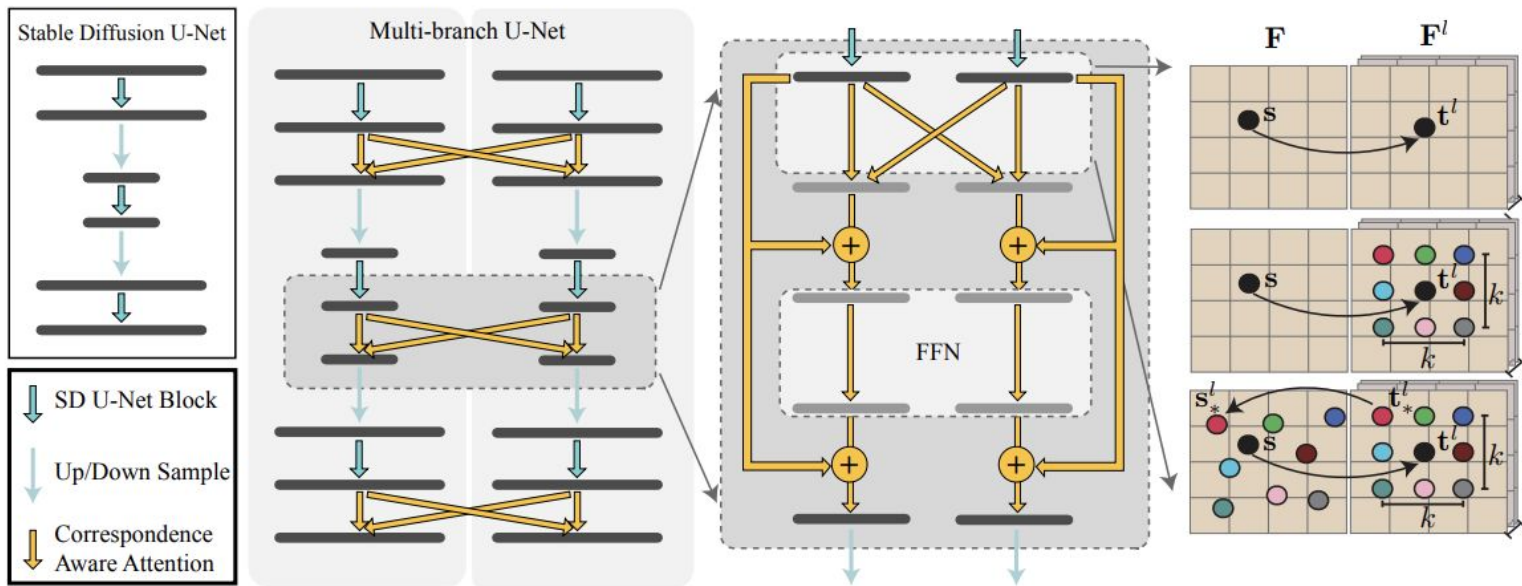 Stable Diffusion U-Net
SD U-Net Block
Up/Down Sample
Correspondence
Aware Attention
Multi-branch U-Net
+ +
FFN
+ +
F F^l
s t^l
s t^l k
k
s_*^l t_*^l
s t^l k
k